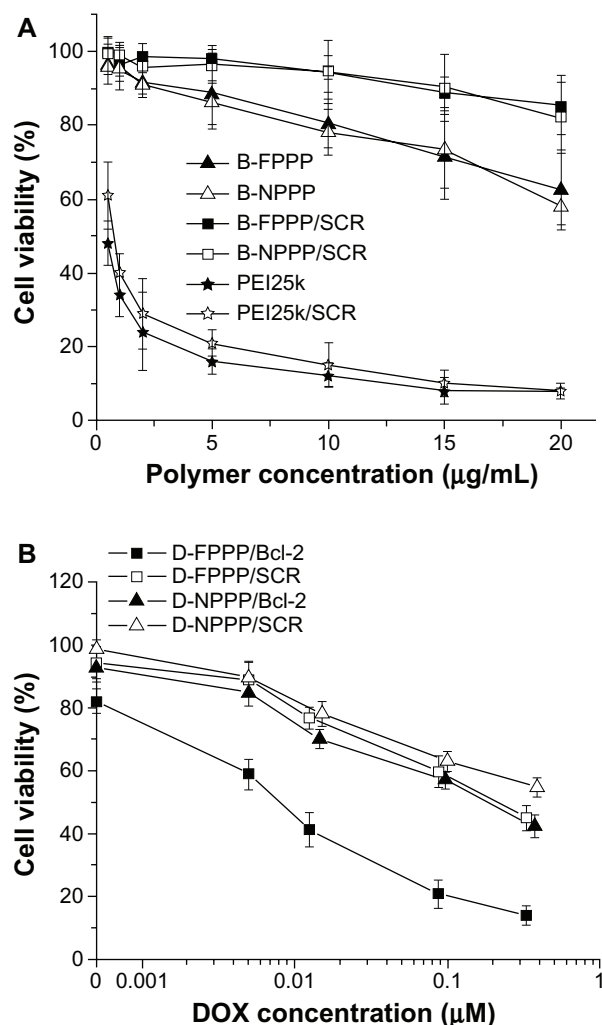 A
120
100
80
60
40
20
0
Cell viability (%)
B-FPPP
B-NPPP
B-FPPP/SCR
B-NPPP/SCR
PEI25k
PEI25k/SCR
0 5 10 15 20
Polymer concentration (μg/mL)
B
D-FPPP/Bcl-2
D-FPPP/SCR
D-NPPP/Bcl-2
D-NPPP/SCR
120
100
80
60
40
20
0
Cell viability (%)
0 0.001 0.01 0.1 1
DOX concentration (μM)